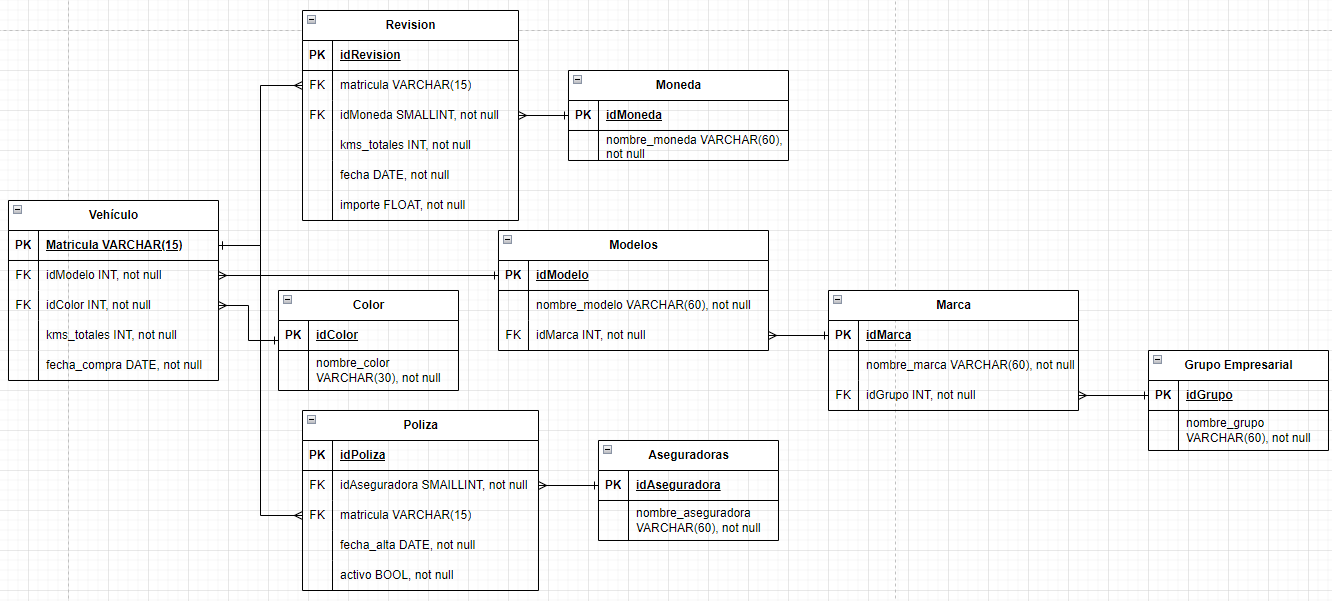 Revision
PK idRevision
FK matricula VARCHAR(15)
FK idMoneda SMALLINT, not null
kms_totales INT, not null
fecha DATE, not null
importe FLOAT, not null
Moneda
PK idMoneda
nombre_moneda VARCHAR(60),
not null
Vehículo
PK Matricula VARCHAR(15)
FK idModelo INT, not null
FK idColor INT, not null
kms_totales INT, not null
fecha_compra DATE, not null
Modelos
PK idModelo
nombre_modelo VARCHAR(60), not null
FK idMarca INT, not null
Color
PK idColor
nombre_color
VARCHAR(30), not null
Marca
PK idMarca
nombre_marca VARCHAR(60), not null
FK idGrupo INT, not null
Grupo Empresarial
PK idGrupo
nombre_grupo
VARCHAR(60), not null
Poliza
PK idPoliza
FK idAseguradora SMAILLINT, not null
FK matricula VARCHAR(15)
fecha_alta DATE, not null
activo BOOL, not null
Aseguradoras
PK idAseguradora
nombre_aseguradora
VARCHAR(60), not null